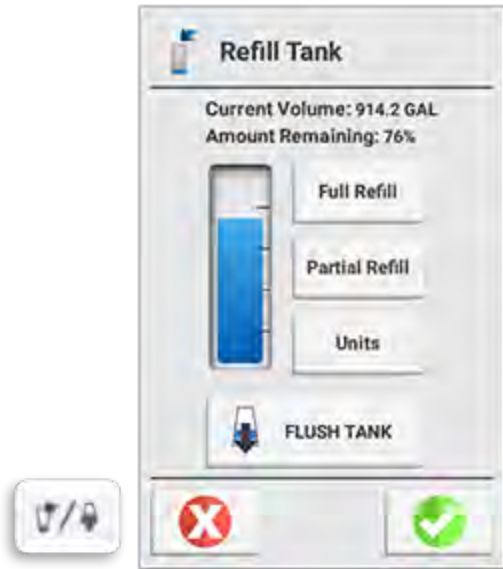 Refill Tank
Current Volume: 914.2 GAL
Amount Remaining: 76%
Full Refill
Partial Refill
Units
FLUSH TANK